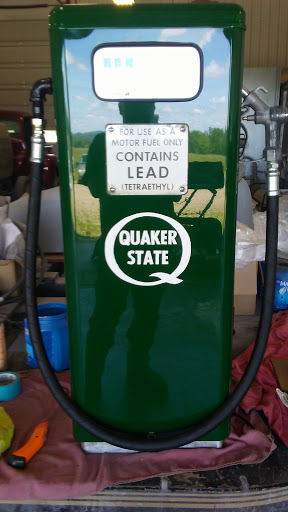 FOR USE AS A
MOTOR FUEL ONLY
CONTAINS
LEAD
(TETRAETHYL)
QUAKER
STATE